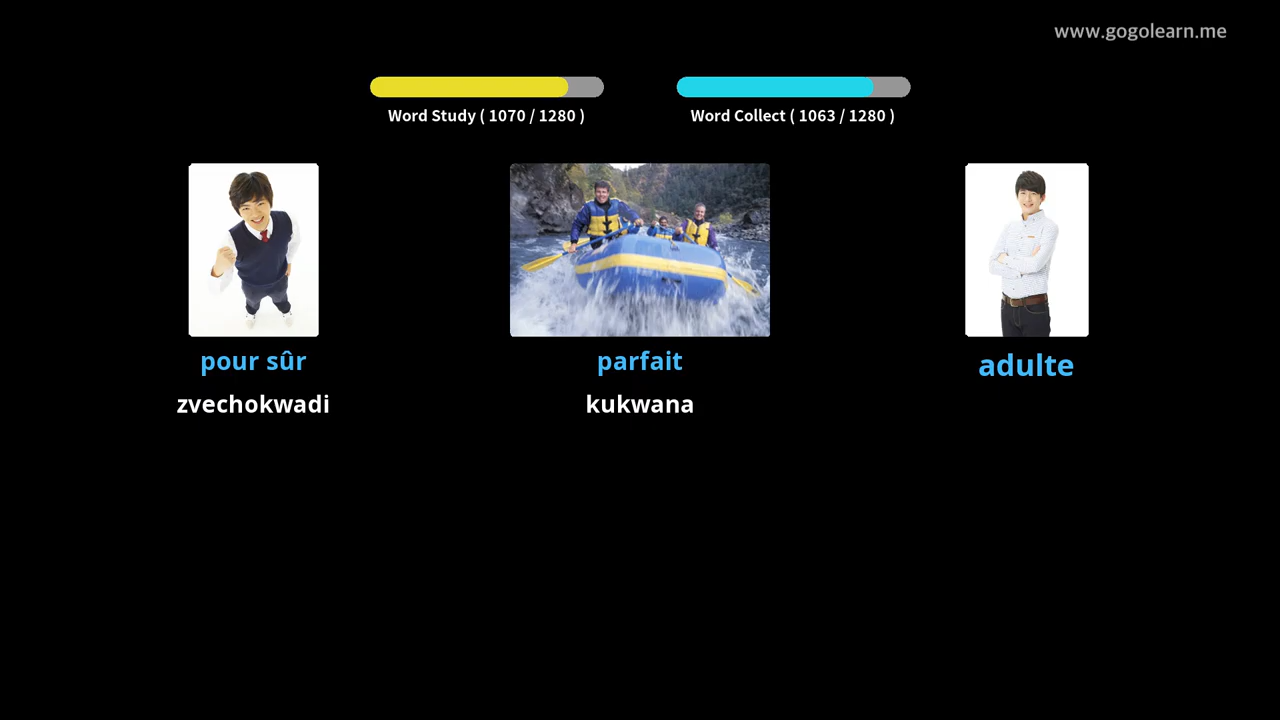 www.gogolearn.me
Word Study ( 1070 / 1280 )
Word Collect ( 1063 / 1280 )
pour sûr
parfait
adulte
zvechokwadi
kukwana